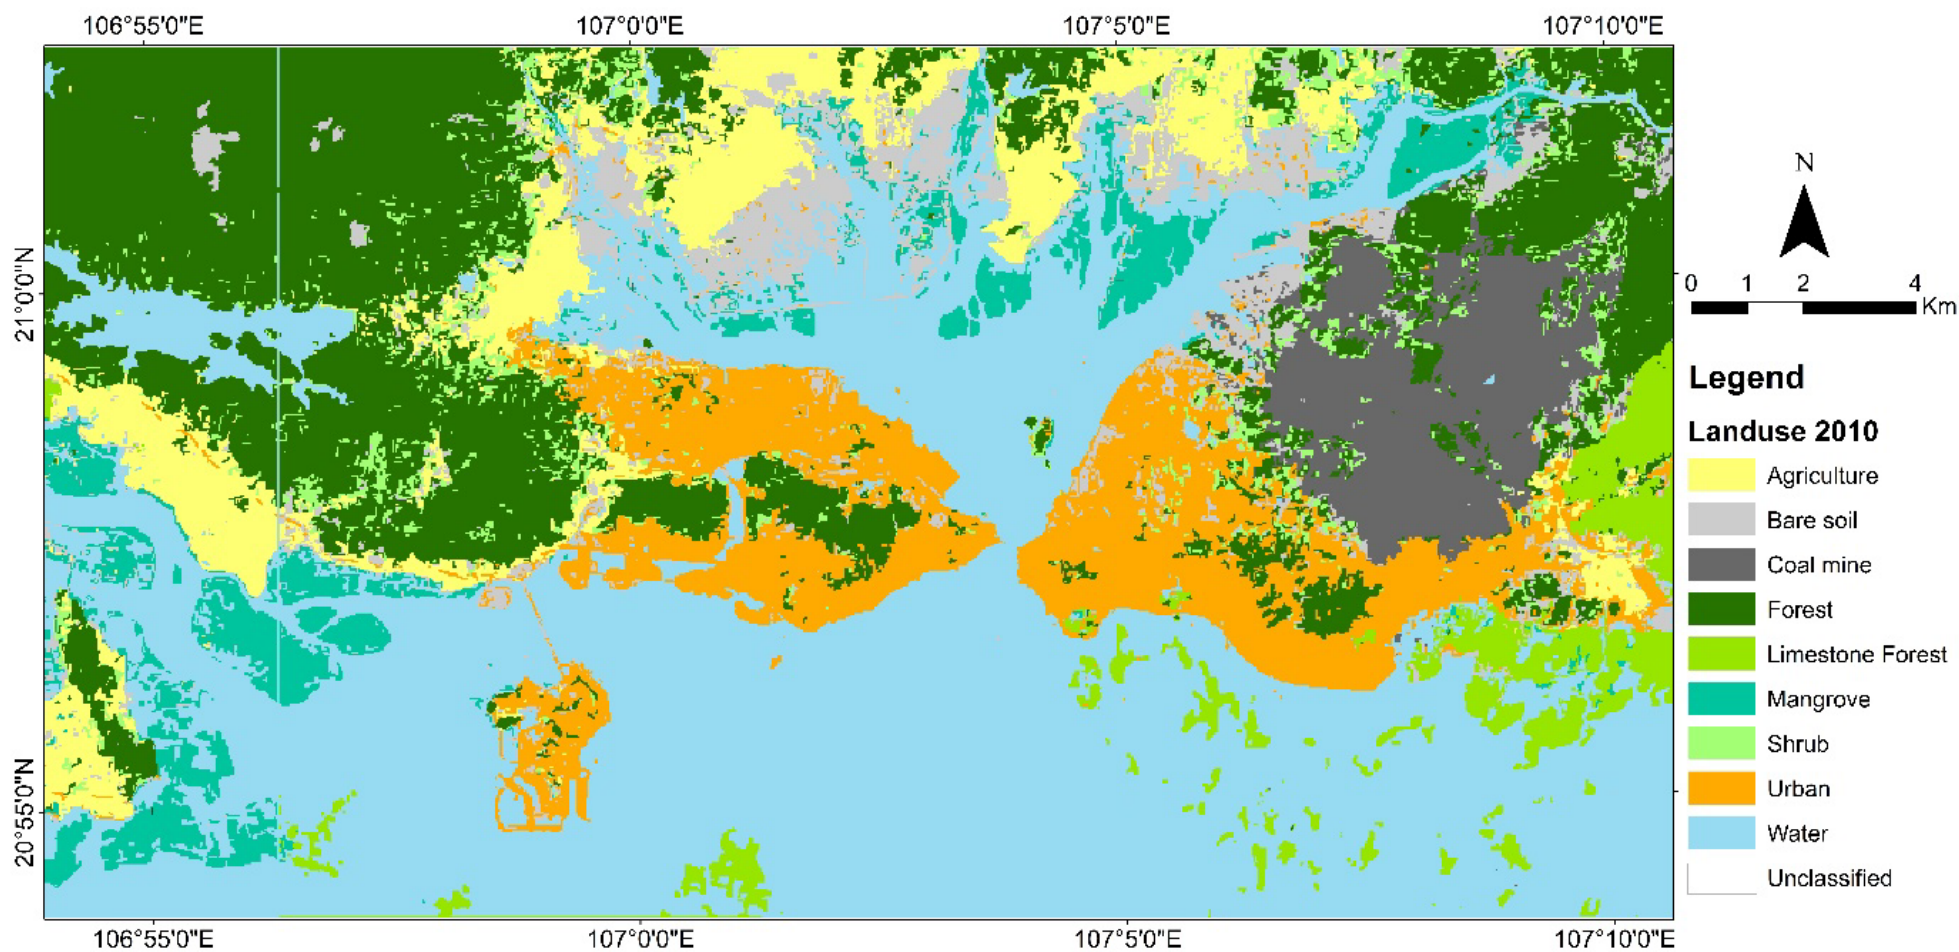 106°55'0"E 107°0'0"E 107°5'0"E 107°10'0"E
21°0'0"N
20°55'0"N
106°55'0"E 107°0'0"E 107°5'0"E 107°10'0"E
N
0 1 2 4
Km
Legend
Landuse 2010
Agriculture
Bare soil
Coal mine
Forest
Limestone Forest
Mangrove
Shrub
Urban
Water
Unclassified